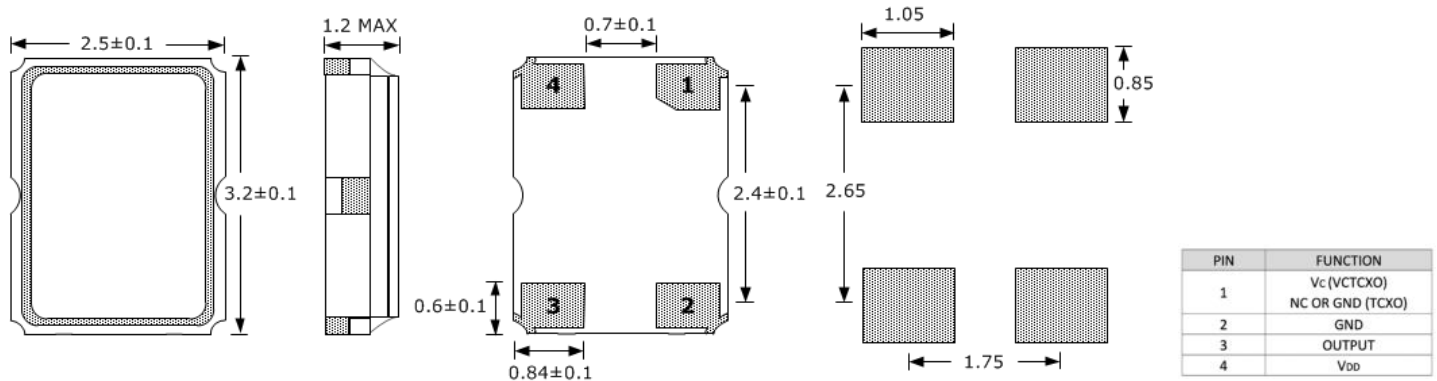 2.5±0.1
3.2±0.1
1.2 MAX
0.7±0.1
4
1
2.4±0.1
3
2
0.6±0.1
0.84±0.1
1.05
0.85
2.65
1.75
PIN FUNCTION
1 Vc (VCTCXO)
NC OR GND (TCXO)
2 GND
3 OUTPUT
4 VDD